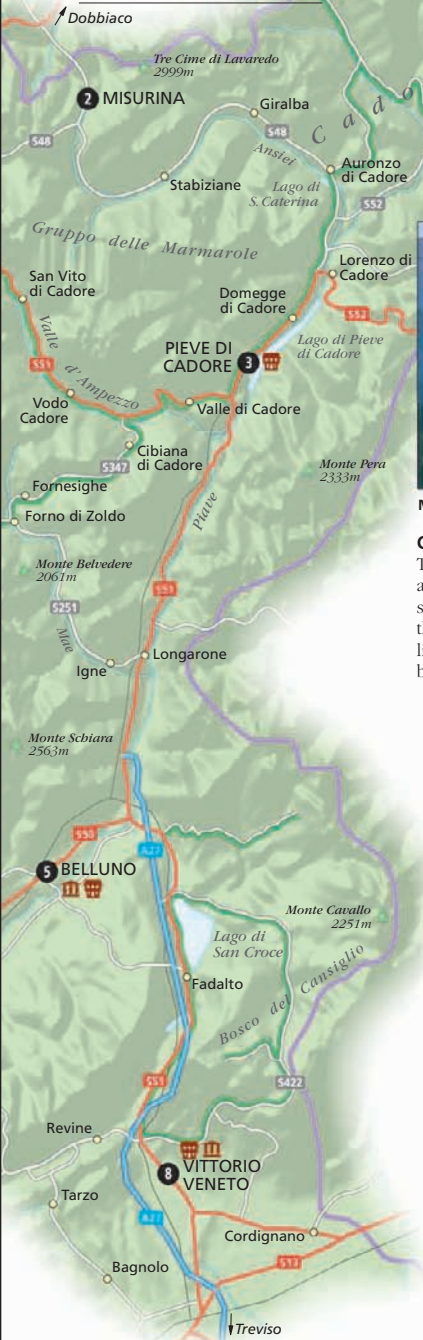 Dobbiaco
Tre Cime di Lavaredo
2999m
2 MISURINA
Giralba
S48
S48
Cado
Ansiei
Auronzo
di Cadore
Stabiziane
Lago di
S. Caterina
S52
Gruppo delle Marmarole
San Vito
di Cadore
Lorenzo di
Cadore
Domegge
di Cadore
S52
Valle
d'Ampezzo
PIEVE DI
CADORE
3
Lago di Pieve
di Cadore
S51
Vodo
Cadore
Valle di Cadore
Cibiana
di Cadore
S347
Monte Pera
2333m
Fornesighe
Piave
Forno di Zoldo
Monte Belvedere
2061m
S51
S251
Mae
Longarone
Igne
Monte Schiara
2563m
S50
A27
5 BELLUNO
Monte Cavallo
2251m
Lago di
San Croce
Bosco del Cansiglio
Fadalto
S51
S422
Revine
8 VITTORIO
VENETO
Tarzo
A27
Cordignano
S13
Bagnolo
Treviso
M
T
a
s
th
li
b